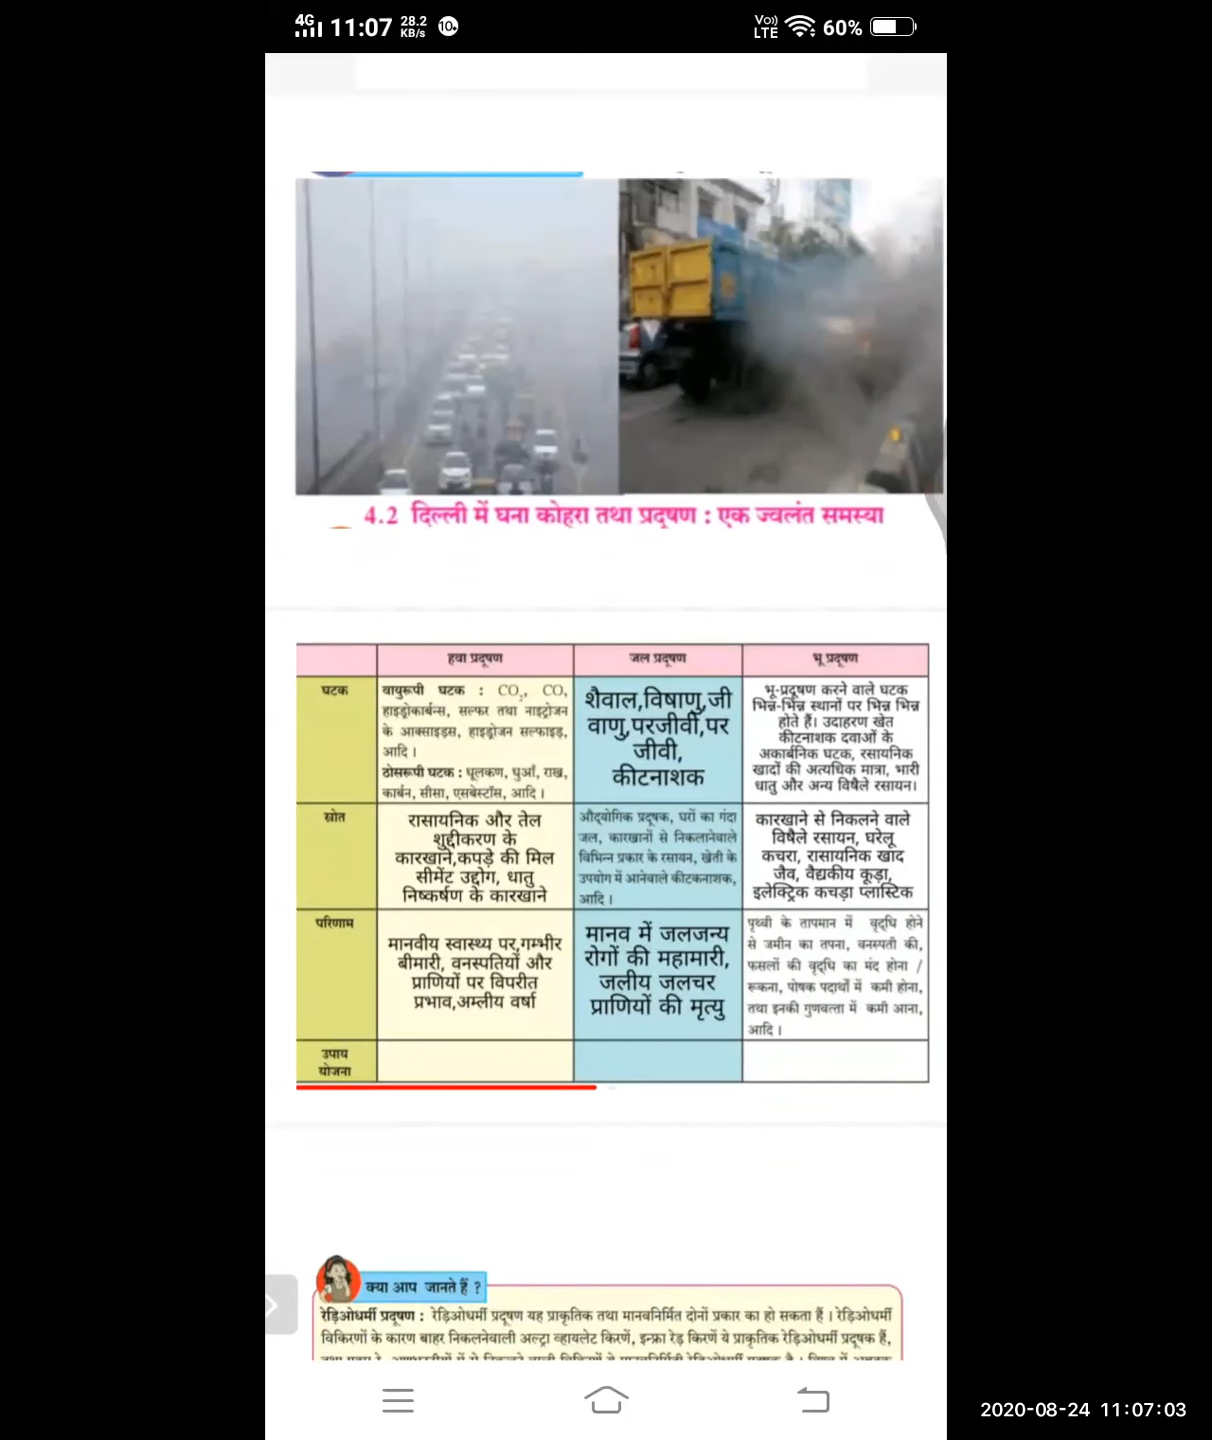 4G 11:07 28.2 KB/s 10+
Vo)) LTE 60%
4.2 दिल्ली में घना कोहरा तथा प्रदूषण : एक ज्वलंत समस्या
हवा प्रदूषण जल प्रदूषण भू प्रदूषण
घटक
वायुरूपी घटक : CO₂, CO,
हाइड्रोकार्बन्स, सल्फर तथा नाइट्रोजन
के आक्साइड्स, हाइड्रोजन सल्फाइड,
आदि ।
ठोसरूपी घटक : धूलकण, धुआँ, राख,
कार्बन, सीसा, एसबेस्टॉस, आदि ।
शैवाल,विषाणु,जी
वाणु,परजीवी,पर
जीवी,
कीटनाशक
भू-प्रदूषण करने वाले घटक
भिन्न-भिन्न स्थानों पर भिन्न भिन्न
होते हैं। उदाहरण खेत
कीटनाशक दवाओं के
अकार्बनिक घटक, रसायनिक
खादों की अत्यधिक मात्रा, भारी
धातु और अन्य विषैले रसायन।
स्रोत
रासायनिक और तेल
शुद्दीकरण के
कारखाने,कपड़े की मिल
सीमेंट उद्दोग, धातु
निष्कर्षण के कारखाने
औद्योगिक प्रदूषक, घरों का गंदा
जल, कारखानों से निकलानेवाले
विभिन्न प्रकार के रसायन, खेती के
उपयोग में आनेवाले कीटकनाशक,
आदि ।
कारखाने से निकलने वाले
विषैले रसायन, घरेलू
कचरा, रासायनिक खाद
जैव, वैद्यकीय कूड़ा,
इलेक्ट्रिक कचड़ा प्लास्टिक
परिणाम
मानवीय स्वास्थ्य पर,गम्भीर
बीमारी, वनस्पतियों और
प्राणियों पर विपरीत
प्रभाव,अम्लीय वर्षा
मानव में जलजन्य
रोगों की महामारी,
जलीय जलचर
प्राणियों की मृत्यु
पृथ्वी के तापमान में वृद्धि होने
से जमीन का तपना, वनस्पती की,
फसलों की वृद्धि का मंद होना /
रूकना, पोषक पदार्थों में कमी होना,
तथा इनकी गुणवत्ता में कमी आना,
आदि ।
उपाय
योजना
क्या आप जानते हैं ?
रेड़िओधर्मी प्रदूषण : रेड़िओधर्मी प्रदूषण यह प्राकृतिक तथा मानवनिर्मित दोनों प्रकार का हो सकता हैं । रेड़िओधर्मी
विकिरणों के कारण बाहर निकलनेवाली अल्ट्रा व्हायलेट किरणें, इन्फ्रा रेड़ किरणें ये प्राकृतिक रेड़िओधर्मी प्रदूषक हैं,
2020-08-24 11:07:03